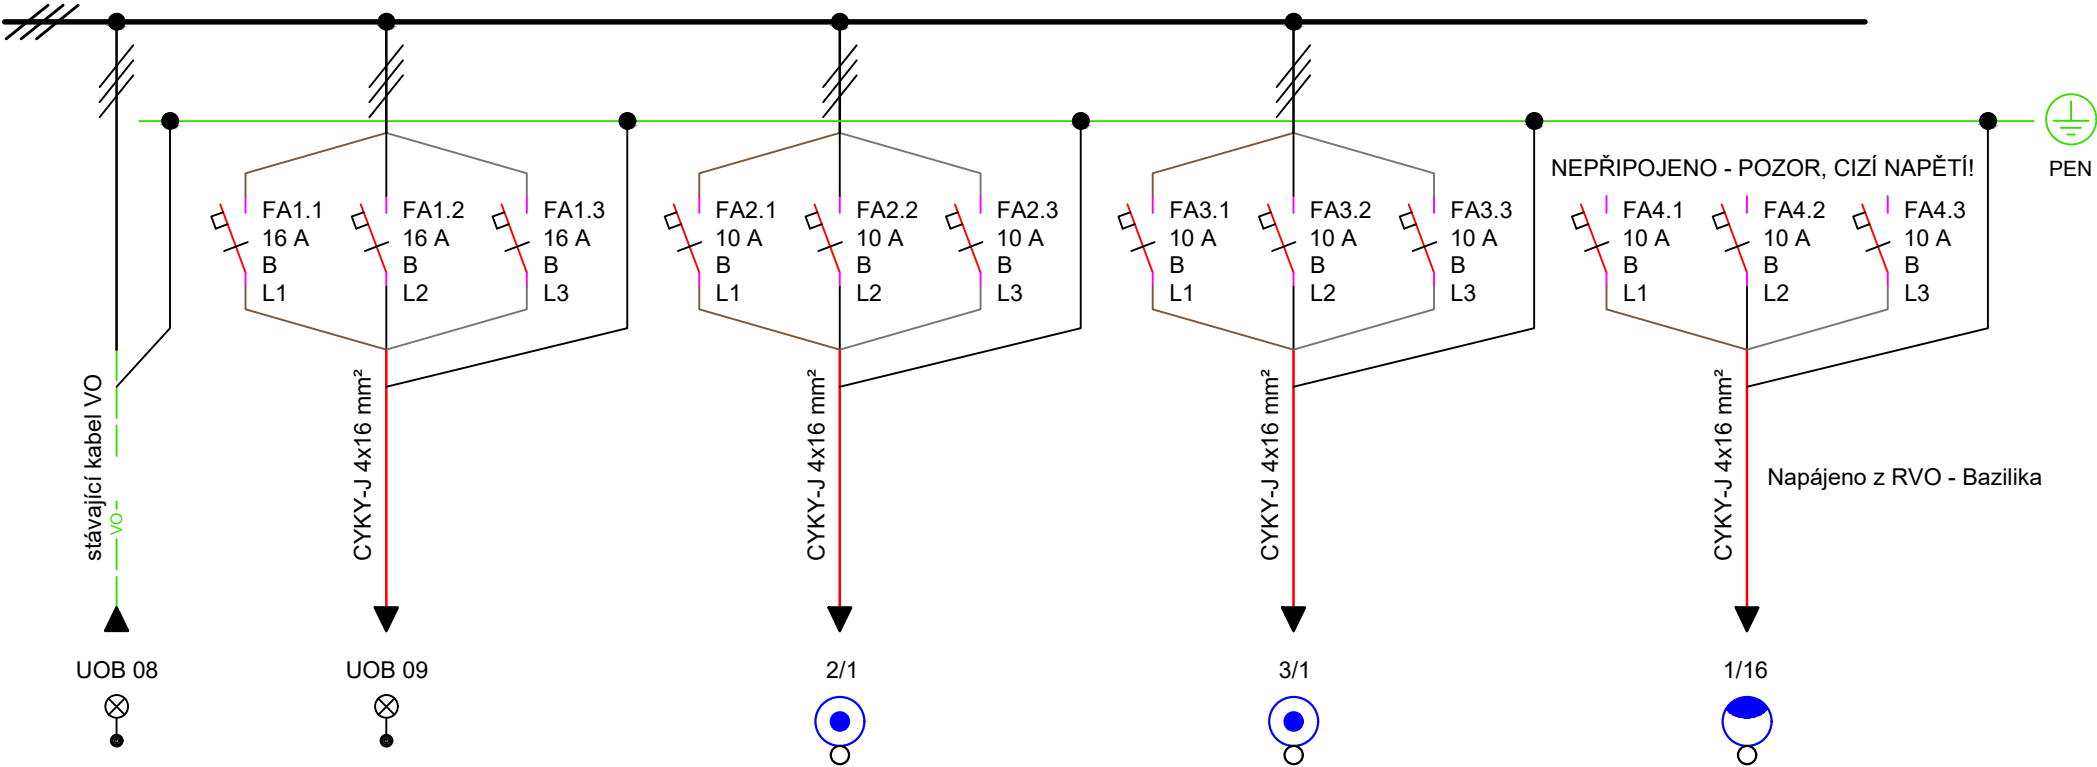 NEPŘIPOJENO - POZOR, CIZÍ NAPĚTÍ!
PEN
FA1.1
16 A
B
L1
FA1.2
16 A
B
L2
FA1.3
16 A
B
L3
FA2.1
10 A
B
L1
FA2.2
10 A
B
L2
FA2.3
10 A
B
L3
FA3.1
10 A
B
L1
FA3.2
10 A
B
L2
FA3.3
10 A
B
L3
FA4.1
10 A
B
L1
FA4.2
10 A
B
L2
FA4.3
10 A
B
L3
stávající kabel VO
VO
CYKY-J 4x16 mm²
CYKY-J 4x16 mm²
CYKY-J 4x16 mm²
CYKY-J 4x16 mm²
Napájeno z RVO - Bazilika
UOB 08
UOB 09
2/1
3/1
1/16